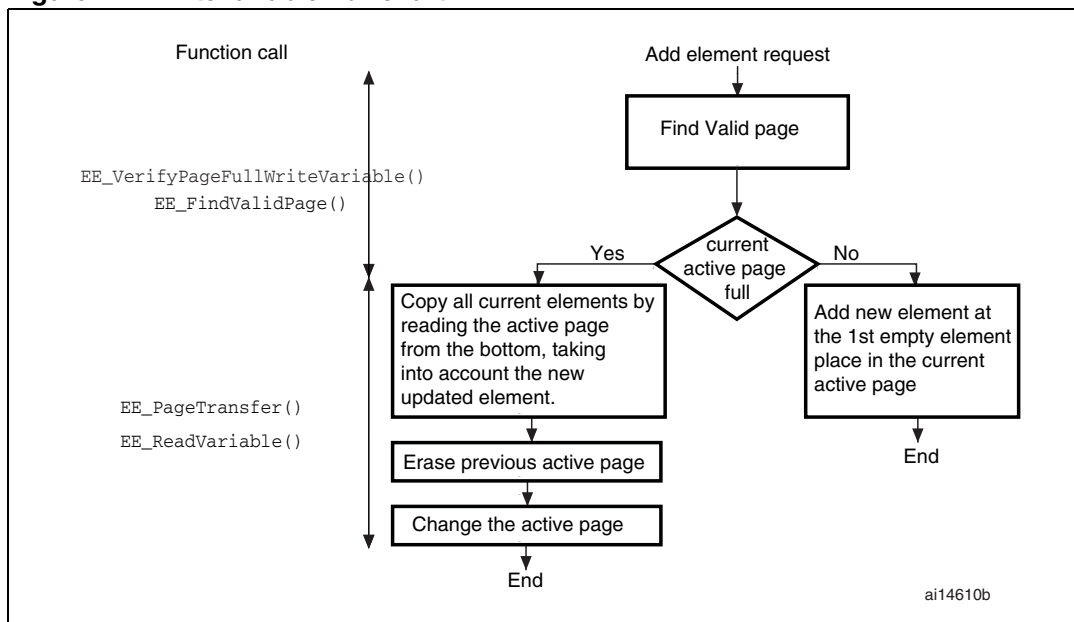 Function call
Add element request
Find Valid page
EE_VerifyPageFullWriteVariable()
EE_FindValidPage()
current
active page
full
Yes
No
Copy all current elements by
reading the active page
from the bottom, taking
into account the new
updated element.
Add new element at
the 1st empty element
place in the current
active page
EE_PageTransfer()
EE_ReadVariable()
Erase previous active page
End
Change the active page
End
ai14610b